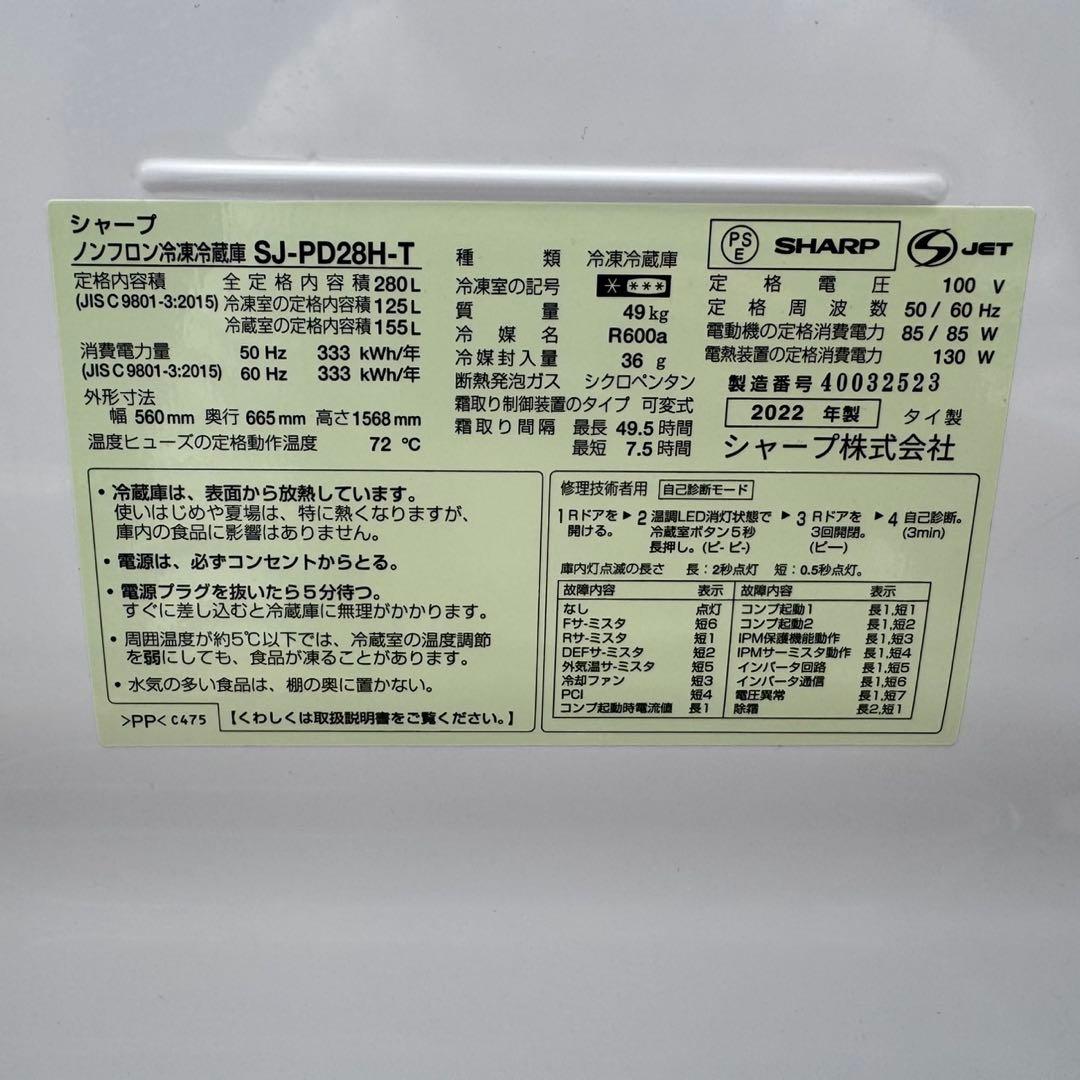 シャープ
ノンフロン冷凍冷蔵庫 SJ-PD28H-T
定格内容積 全定格内容積 280 L
(JIS C 9801-3:2015) 冷凍室の定格内容積 125 L
冷蔵室の定格内容積 155 L
消費電力量 50 Hz 333 kWh/年
(JIS C 9801-3:2015) 60 Hz 333 kWh/年
外形寸法
幅 560 mm 奥行 665 mm 高さ 1568 mm
温度ヒューズの定格動作温度 72 ℃
種類 冷凍冷蔵庫
冷凍室の記号 * ***
質量 49 kg
冷媒名 R600a
冷媒封入量 36 g
断熱発泡ガス シクロペンタン
霜取り制御装置のタイプ 可変式
霜取り間隔 最長 49.5 時間
最短 7.5 時間
PSE SHARP S JET
定格電圧 100 V
定格周波数 50 / 60 Hz
電動機の定格消費電力 85 / 85 W
電熱装置の定格消費電力 130 W
製造番号 40032523
2022 年製 タイ製
シャープ株式会社
・冷蔵庫は、表面から放熱しています。
使いはじめや夏場は、特に熱くなりますが、
庫内の食品に影響はありません。
・電源は、必ずコンセントからとる。
・電源プラグを抜いたら5分待つ。
すぐに差し込むと冷蔵庫に無理がかかります。
・周囲温度が約5℃以下では、冷蔵室の温度調節
を弱にしても、食品が凍ることがあります。
・水気の多い食品は、棚の奥に置かない。
>PP< C475 【くわしくは取扱説明書をご覧ください。】
修理技術者用 自己診断モード
1 Rドアを開ける。 ▶ 2 温調LED消灯状態で冷蔵室ボタン5秒長押し。(ピ- ピ-) ▶ 3 Rドアを3回開閉。(ピー) ▶ 4 自己診断。(3min)
庫内灯点滅の長さ 長:2秒点灯 短:0.5秒点灯。
故障内容 表示 故障内容 表示
なし 点灯 コンプ起動1 長1,短1
Fサ-ミスタ 短6 コンプ起動2 長1,短2
Rサ-ミスタ 短1 IPM保護機能動作 長1,短3
DEFサ-ミスタ 短2 IPMサーミスタ動作 長1,短4
外気温サ-ミスタ 短5 インバータ回路 長1,短5
冷却ファン 短3 インバータ通信 長1,短6
PCI 短4 電圧異常 長1,短7
コンプ起動時電流値 長1 除霜 長2,短1